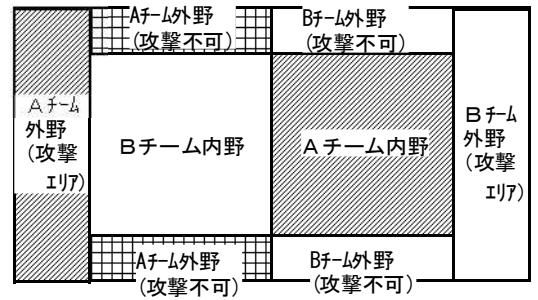 Aチーム外野
(攻撃不可)
Bチーム外野
(攻撃不可)
Aチーム
外野
(攻撃
エリア)
Bチーム内野
Aチーム内野
Bチーム
外野
(攻撃
エリア)
Aチーム外野
(攻撃不可)
Bチーム外野
(攻撃不可)